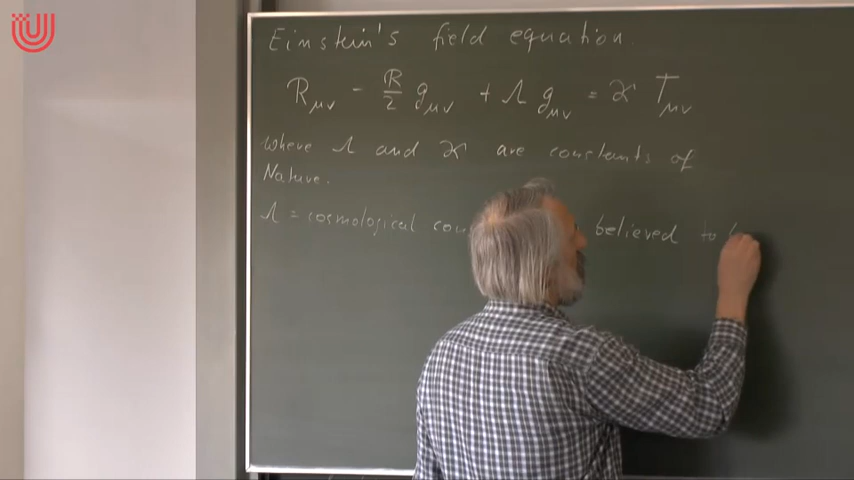 Einstein's field equation.
R_μν - R/2 g_μν + Λ g_μν = ϰ T_μν
where Λ and ϰ are constants of
Nature.
Λ = cosmological believed to